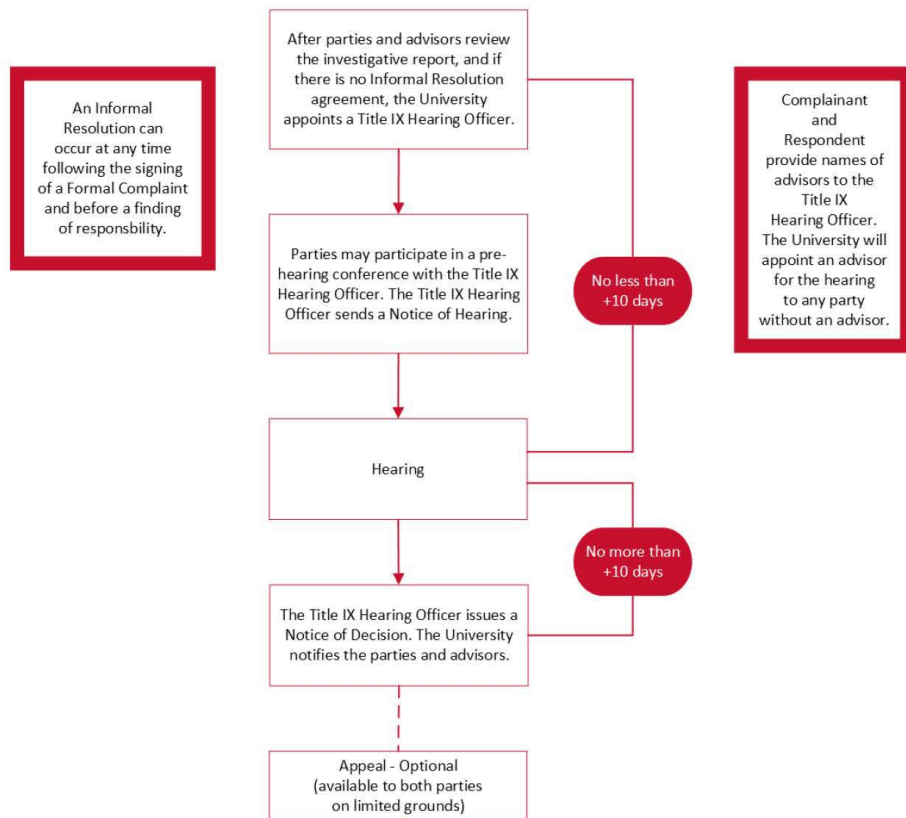 After parties and advisors review
the investigative report, and if
there is no Informal Resolution
agreement, the University
appoints a Title IX Hearing Officer.
An Informal
Resolution can
occur at any time
following the signing
of a Formal Complaint
and before a finding
of responsbility.
Complainant
and
Respondent
provide names of
advisors to the
Title IX
Hearing Officer.
The University will
appoint an advisor
for the hearing
to any party
without an advisor.
Parties may participate in a pre-
hearing conference with the Title IX
Hearing Officer. The Title IX Hearing
Officer sends a Notice of Hearing.
No less than
+10 days
Hearing
No more than
+10 days
The Title IX Hearing Officer issues a
Notice of Decision. The University
notifies the parties and advisors.
Appeal - Optional
(available to both parties
on limited grounds)